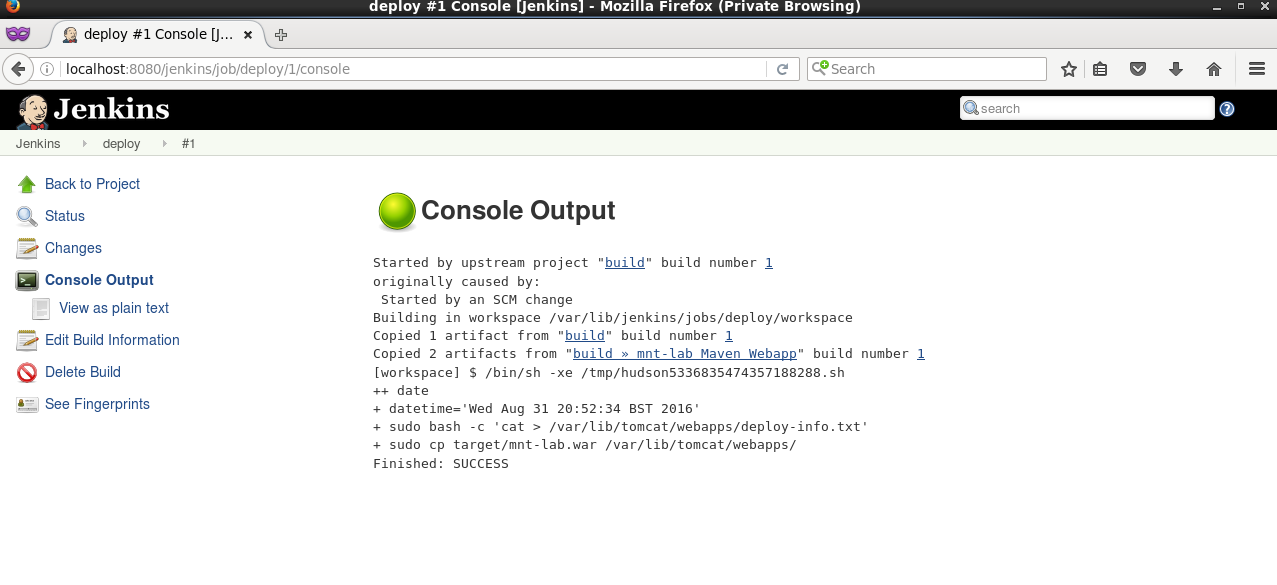 deploy #1 Console [Jenkins] - Mozilla Firefox (Private Browsing)
deploy #1 Console [J...
localhost:8080/jenkins/job/deploy/1/console
Search
Jenkins
search
Jenkins
deploy
#1
Back to Project
Status
Changes
Console Output
View as plain text
Edit Build Information
Delete Build
See Fingerprints
Console Output
Started by upstream project "build" build number 1
originally caused by:
Started by an SCM change
Building in workspace /var/lib/jenkins/jobs/deploy/workspace
Copied 1 artifact from "build" build number 1
Copied 2 artifacts from "build » mnt-lab Maven Webapp" build number 1
[workspace] $ /bin/sh -xe /tmp/hudson5336835474357188288.sh
++ date
+ datetime='Wed Aug 31 20:52:34 BST 2016'
+ sudo bash -c 'cat > /var/lib/tomcat/webapps/deploy-info.txt'
+ sudo cp target/mnt-lab.war /var/lib/tomcat/webapps/
Finished: SUCCESS